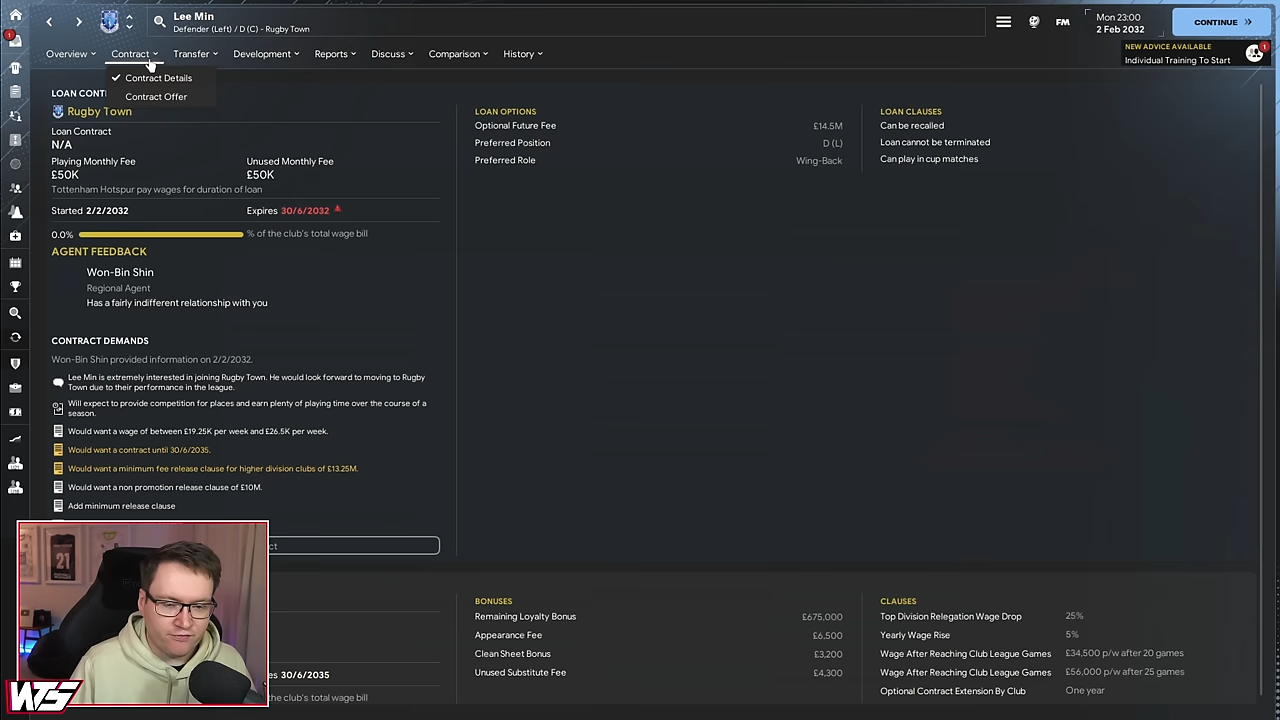 Lee Min
Defender (Left) / D (C) - Rugby Town
FM
Mon 23:00
2 Feb 2032
CONTINUE
1
Overview
Contract
Transfer
Development
Reports
Discuss
Comparison
History
NEW ADVICE AVAILABLE
Individual Training To Start
1
Contract Details
Contract Offer
LOAN CONT
Rugby Town
Loan Contract
N/A
Playing Monthly Fee
Unused Monthly Fee
£50K
£50K
Tottenham Hotspur pay wages for duration of loan
Started 2/2/2032
Expires 30/6/2032
0.0%
% of the club's total wage bill
LOAN OPTIONS
Optional Future Fee
£14.5M
Preferred Position
D (L)
Preferred Role
Wing-Back
LOAN CLAUSES
Can be recalled
Loan cannot be terminated
Can play in cup matches
AGENT FEEDBACK
Won-Bin Shin
Regional Agent
Has a fairly indifferent relationship with you
CONTRACT DEMANDS
Won-Bin Shin provided information on 2/2/2032.
Lee Min is extremely interested in joining Rugby Town. He would look forward to moving to Rugby
Town due to their performance in the league.
Will expect to provide competition for places and earn plenty of playing time over the course of a
season.
Would want a wage of between £19.25K per week and £26.5K per week.
Would want a contract until 30/6/2035.
Would want a minimum fee release clause for higher division clubs of £13.25M.
Would want a non promotion release clause of £10M.
Add minimum release clause
ct
es 30/6/2035
he club's total wage bill
BONUSES
Remaining Loyalty Bonus
£675,000
Appearance Fee
£6,500
Clean Sheet Bonus
£3,200
Unused Substitute Fee
£4,300
CLAUSES
Top Division Relegation Wage Drop
25%
Yearly Wage Rise
5%
Wage After Reaching Club League Games
£34,500 p/w after 20 games
Wage After Reaching Club League Games
£56,000 p/w after 25 games
Optional Contract Extension By Club
One year
21
WTS